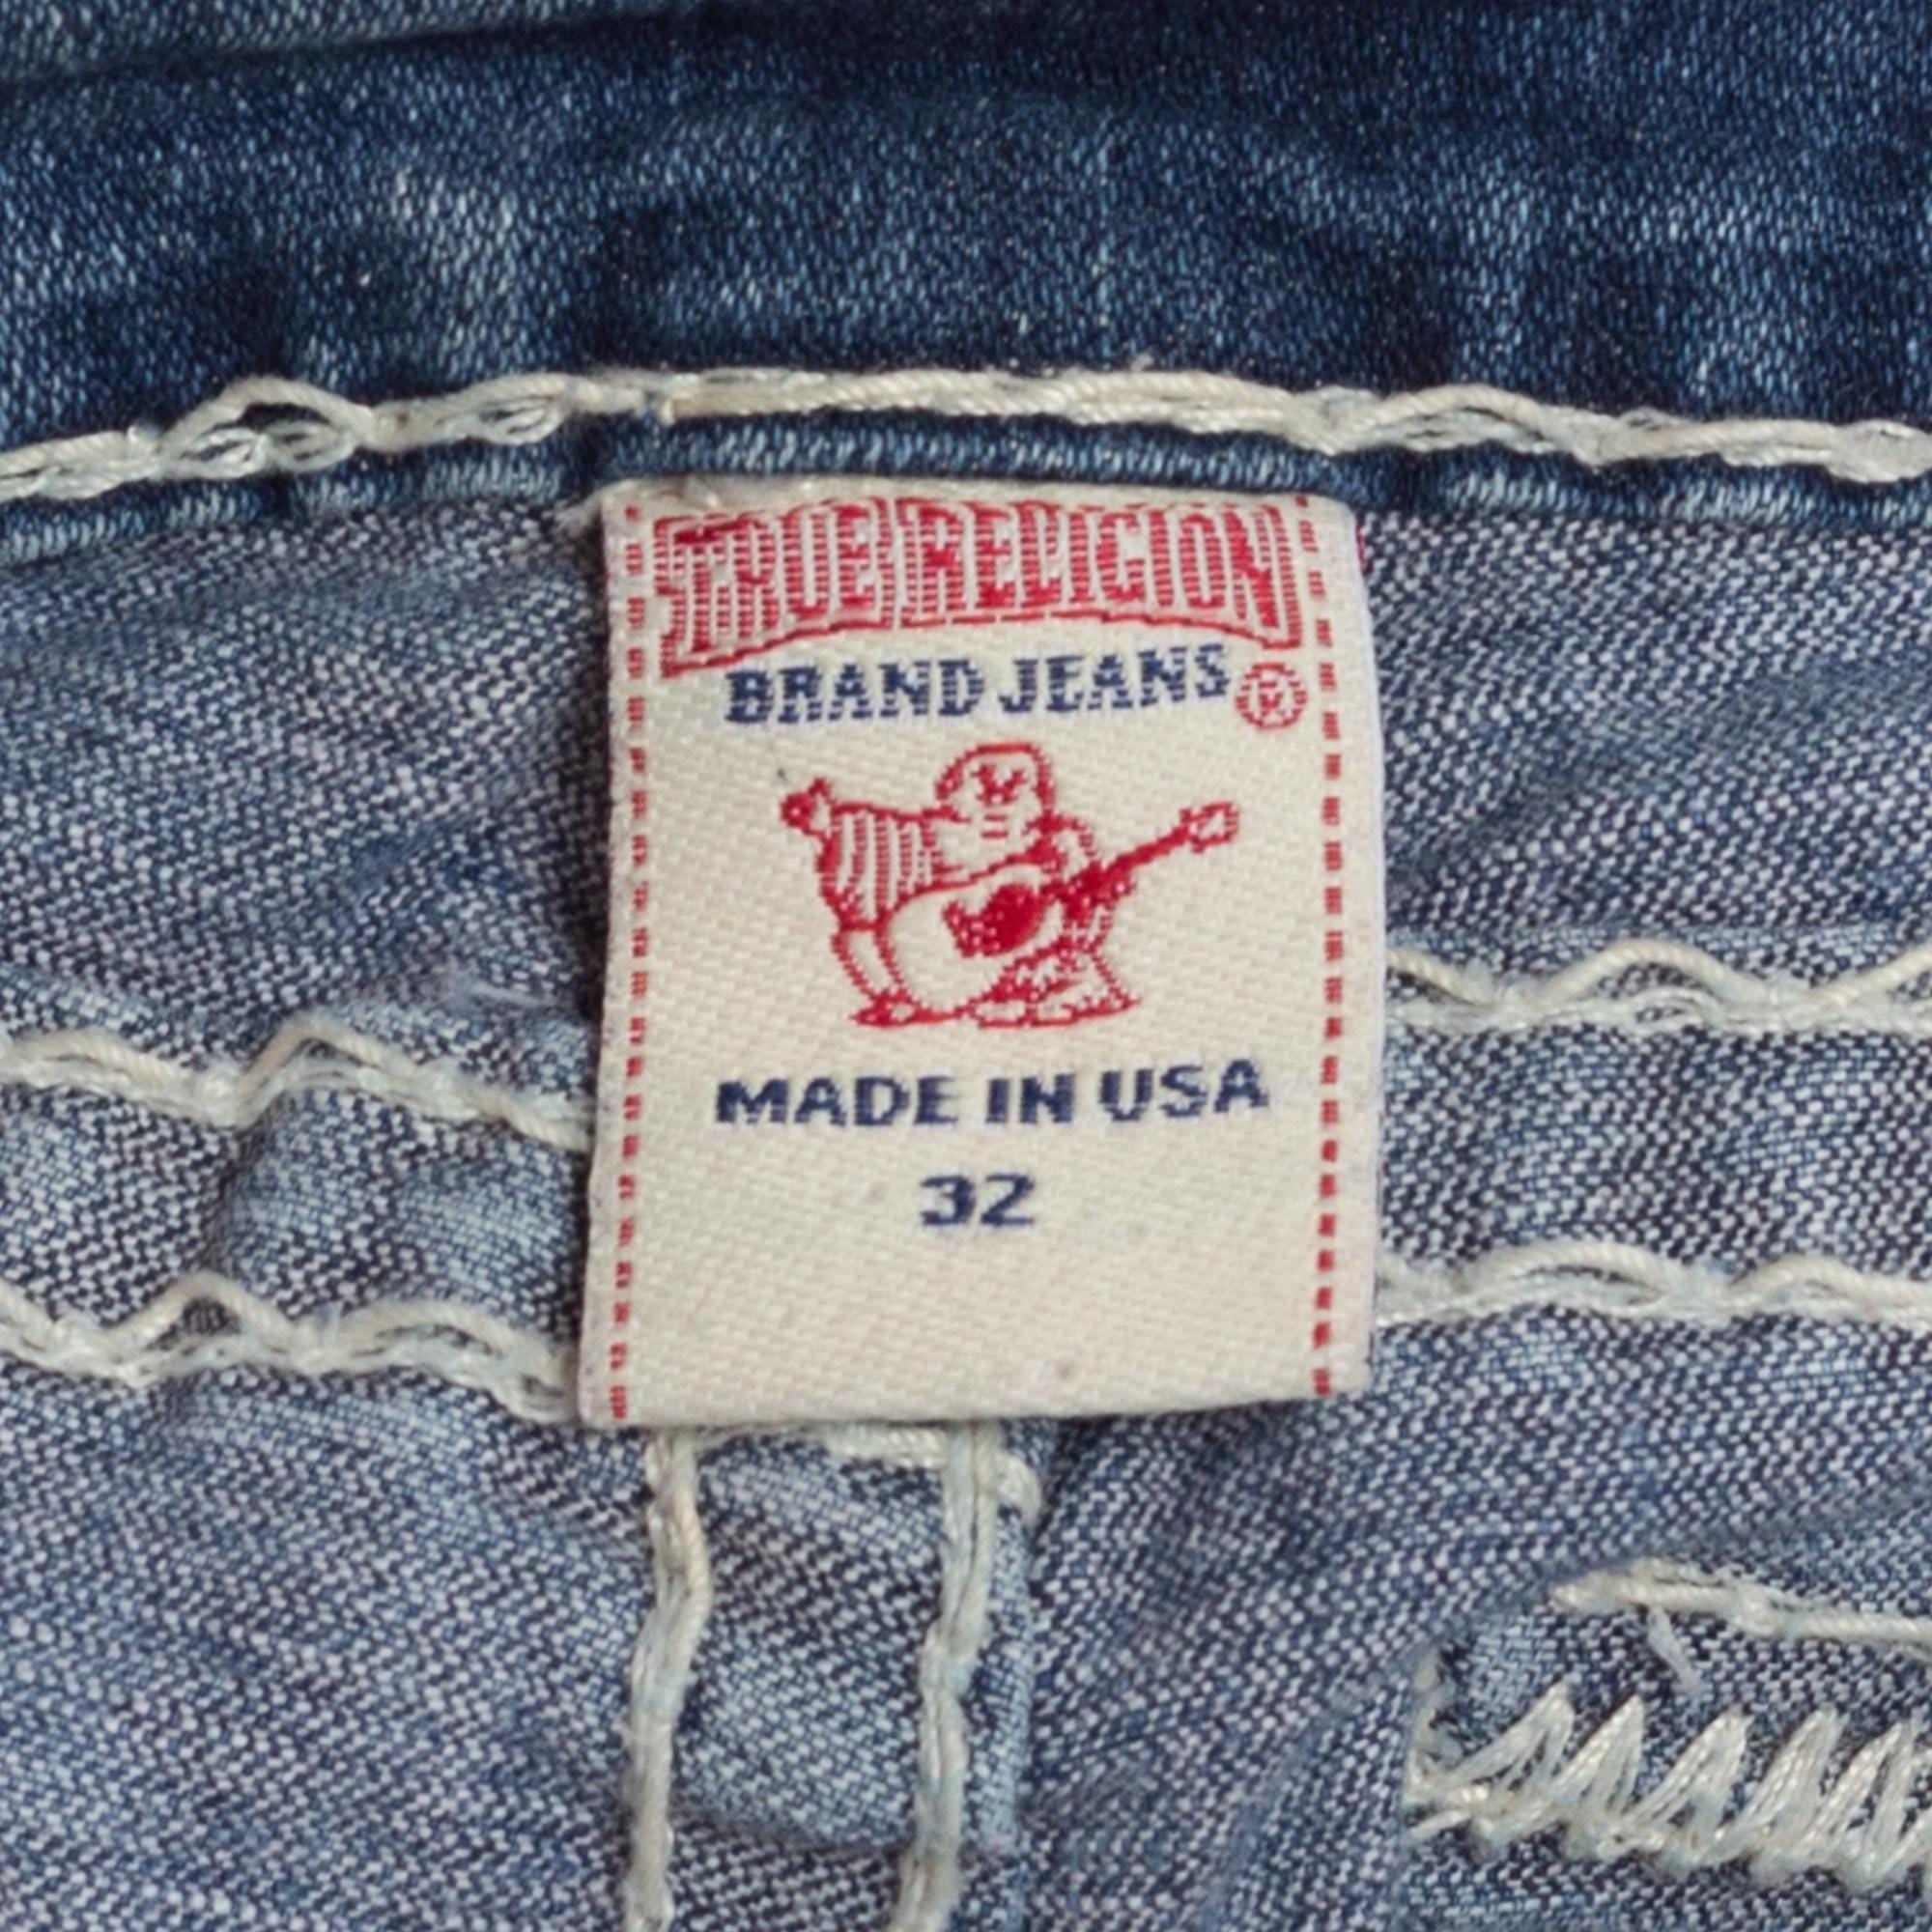 TRUE RELIGION
BRAND JEANS ®
MADE IN USA
32